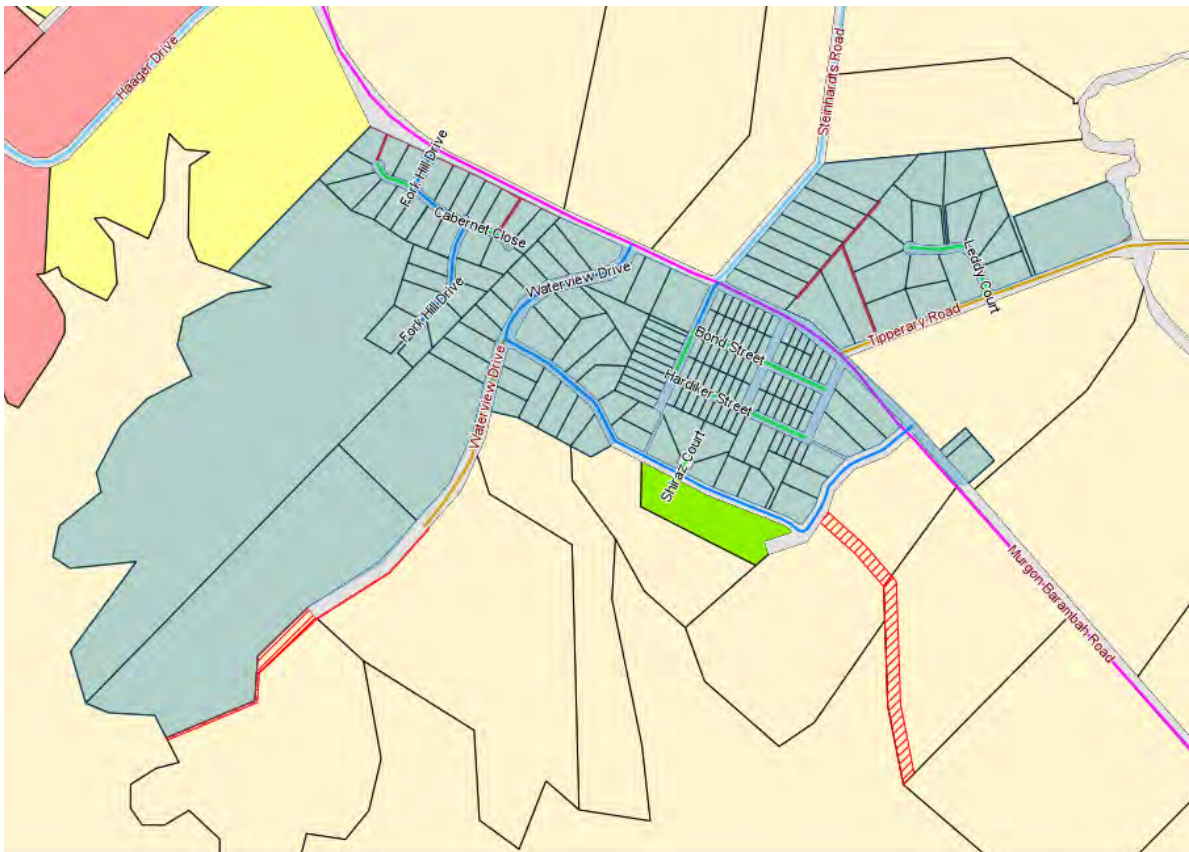 Haager Drive
Steinhardts Road
Fork Hill Drive
Cabernet Close
Leddy Court
Waterview Drive
Fork Hill Drive
Tipperary Road
Bond Street
Waterview Drive
Hardiker Street
Shiraz Court
Murgon-Barambah-Road